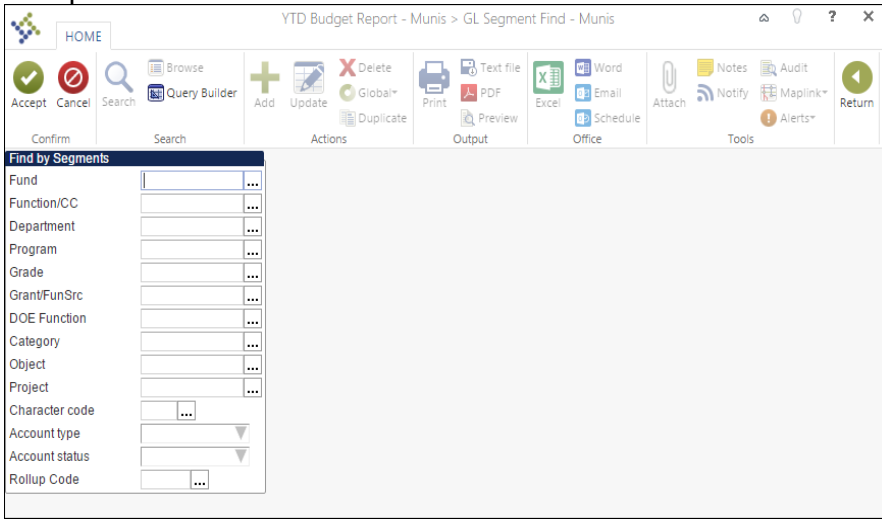 YTD Budget Report - Munis > GL Segment Find - Munis
?
X
HOME
Accept
Cancel
Search
Browse
Query Builder
Add
Update
Delete
Global
Duplicate
Print
Text file
PDF
Preview
Excel
Word
Email
Schedule
Attach
Notes
Notify
Audit
Maplink
Alerts
Return
Confirm
Search
Actions
Output
Office
Tools
Find by Segments
Fund ...
Function/CC ...
Department ...
Program ...
Grade ...
Grant/FunSrc ...
DOE Function ...
Category ...
Object ...
Project ...
Character code ...
Account type
Account status
Rollup Code ...